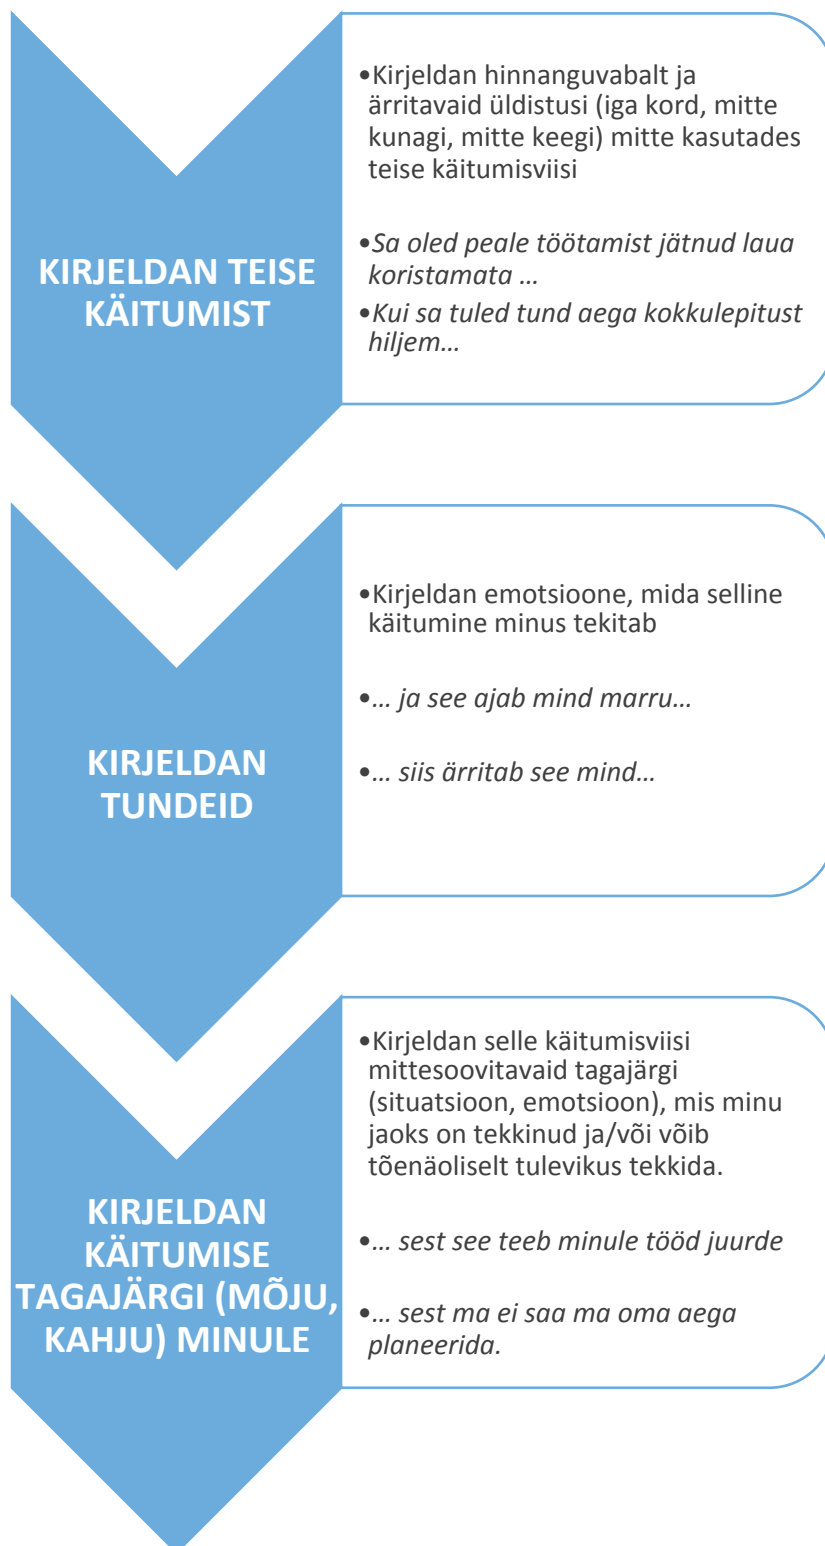 KIRJELDAN TEISE
KÄITUMIST
•Kirjeldan hinnanguvabalt ja
ärritavaid üldistusi (iga kord, mitte
kunagi, mitte keegi) mitte kasutades
teise käitumisviisi
•Sa oled peale töötamist jätnud laua
koristamata …
•Kui sa tuled tund aega kokkulepitust
hiljem…
KIRJELDAN
TUNDEID
•Kirjeldan emotsioone, mida selline
käitumine minus tekitab
•… ja see ajab mind marru…
•… siis ärritab see mind…
KIRJELDAN
KÄITUMISE
TAGAJÄRGI (MÕJU,
KAHJU) MINULE
•Kirjeldan selle käitumisviisi
mittesoovitavaid tagajärgi
(situatsioon, emotsioon), mis minu
jaoks on tekkinud ja/või võib
tõenäoliselt tulevikus tekkida.
•… sest see teeb minule tööd juurde
•… sest ma ei saa ma oma aega
planeerida.